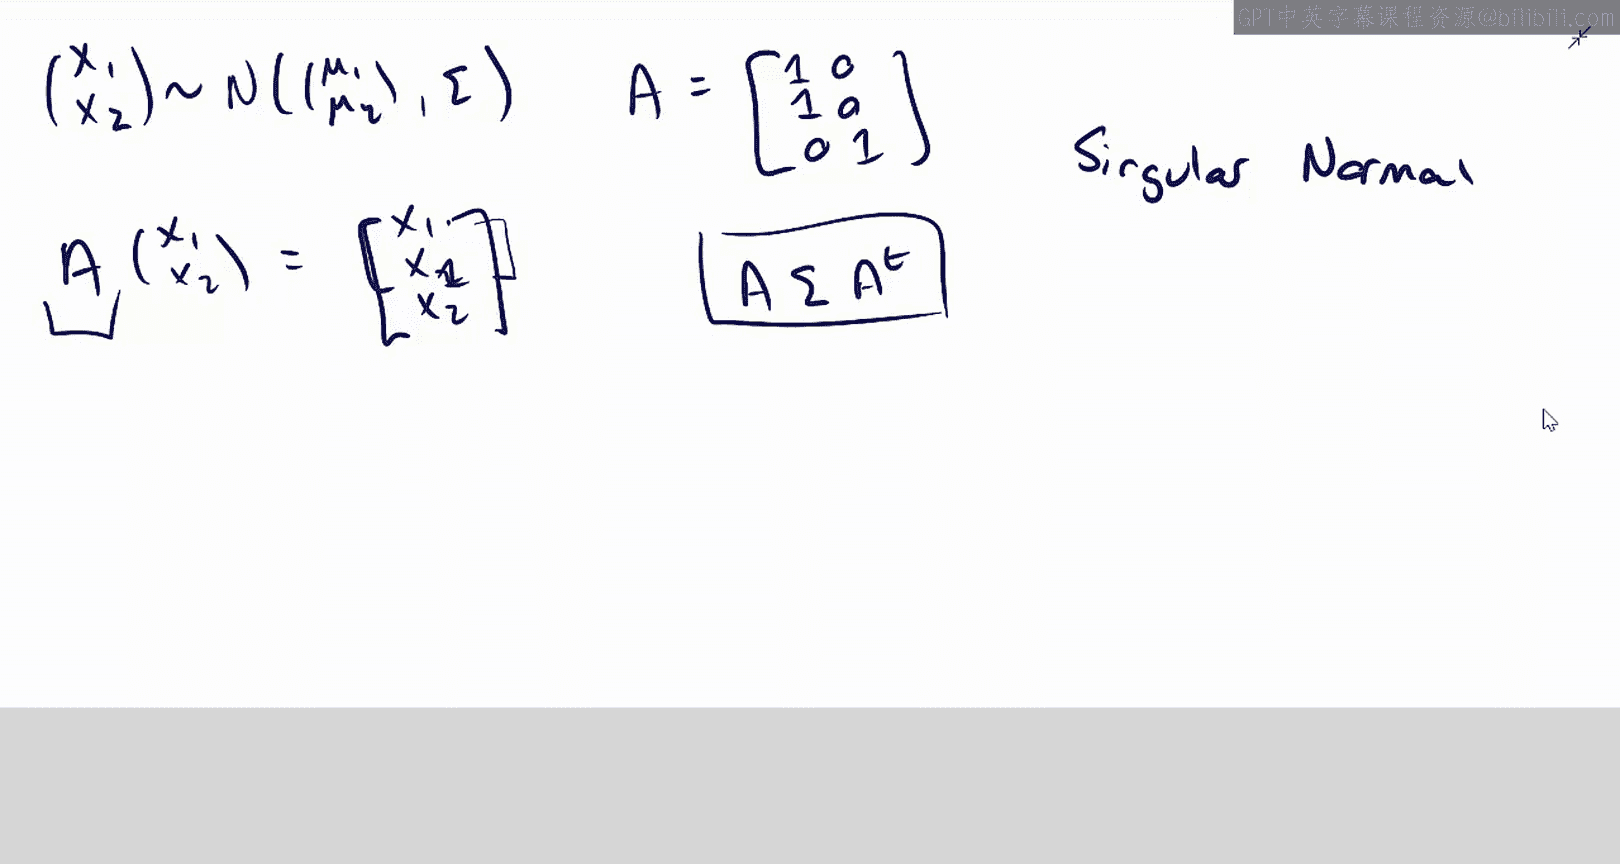 GPT中英字幕课程资源@bilibili.com
(x₁ x₂) ~ N((μ₁ μ₂), Σ)
A = [1 0
1 0
0 1]
Singular Normal
A (x₁ x₂) = [x₁
x₁
x₂]
A Σ Aᵗ